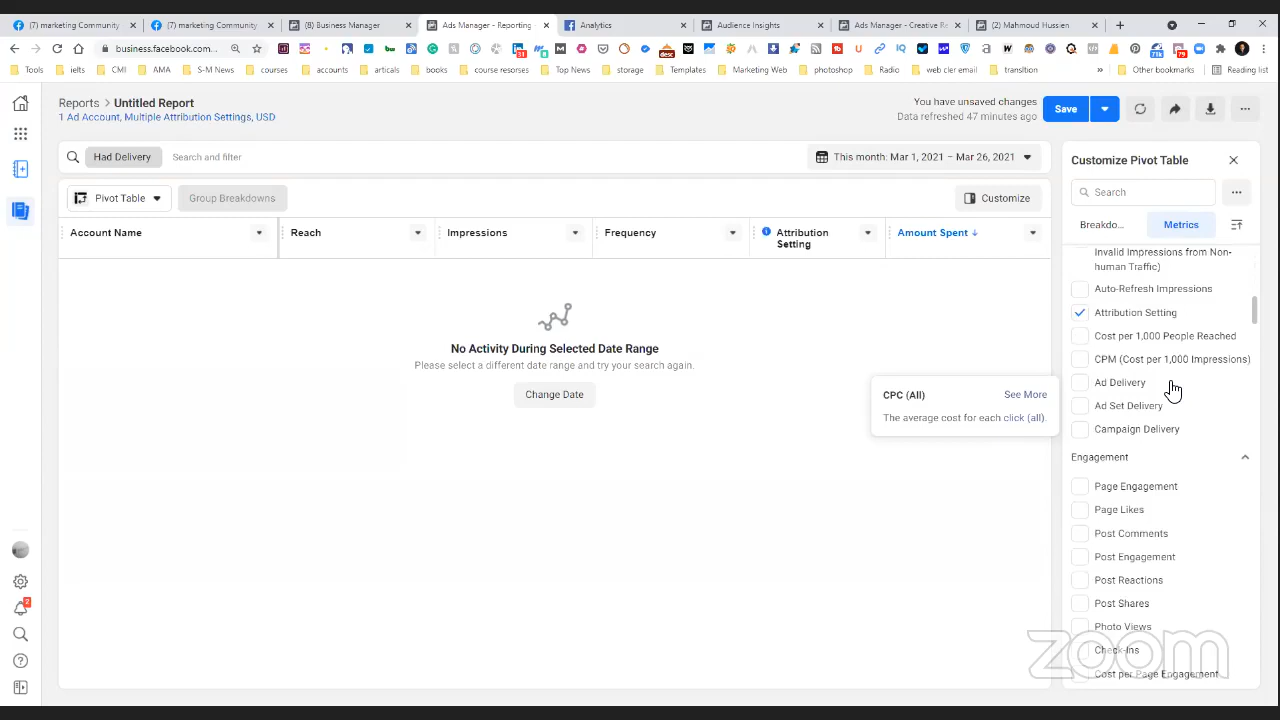 (7) marketing Community
(7) marketing Community
(8) Business Manager
Ads Manager - Reporting
Analytics
Audience Insights
Ads Manager - Creative Re
(2) Mahmoud Hussien
business.facebook.com...
Tools
ielts
CMI
AMA
S-M News
courses
accounts
articals
books
course resorses
Top News
storage
Templates
Marketing Web
photoshop
Radio
web cler email
transltion
»
Other bookmarks
Reading list
Reports > Untitled Report
1 Ad Account, Multiple Attribution Settings, USD
You have unsaved changes
Data refreshed 47 minutes ago
Save
Had Delivery
Search and filter
This month: Mar 1, 2021 – Mar 26, 2021
Pivot Table
Group Breakdowns
Customize
Account Name
Reach
Impressions
Frequency
Attribution
Setting
Amount Spent ↓
No Activity During Selected Date Range
Please select a different date range and try your search again.
Change Date
CPC (All)
See More
The average cost for each click (all).
Customize Pivot Table
Search
Breakdo...
Metrics
Invalid Impressions from Non-
human Traffic)
Auto-Refresh Impressions
Attribution Setting
Cost per 1,000 People Reached
CPM (Cost per 1,000 Impressions)
Ad Delivery
Ad Set Delivery
Campaign Delivery
Engagement
Page Engagement
Page Likes
Post Comments
Post Engagement
Post Reactions
Post Shares
Photo Views
Check-Ins
Cost per Page Engagement
zoom